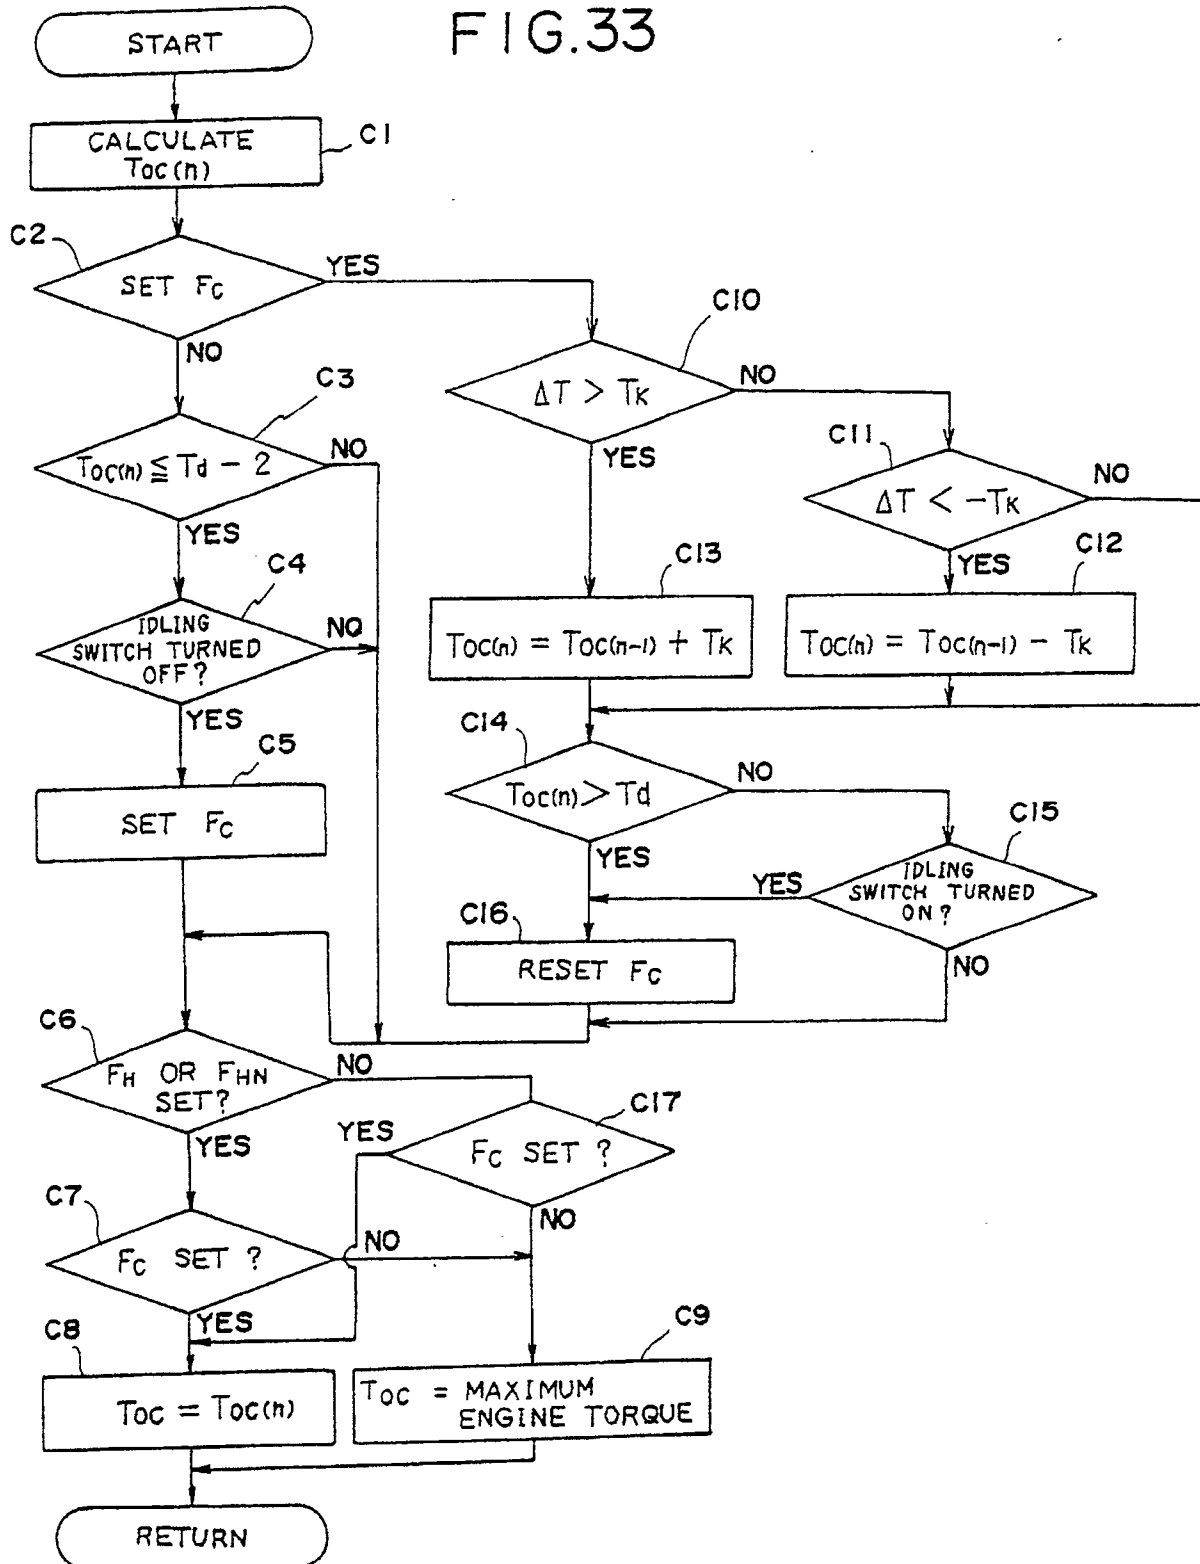 FIG.33
START
CALCULATE
Toc(n)
C1
C2
SET Fc
YES
NO
C10
ΔT > TK
NO
YES
C3
Toc(n) ≦ Td - 2
NO
YES
C11
ΔT < -TK
NO
YES
C4
IDLING
SWITCH TURNED
OFF?
NO
YES
C13
Toc(n) = Toc(n-1) + TK
C12
Toc(n) = Toc(n-1) - TK
C5
SET Fc
C14
Toc(n) > Td
NO
YES
C15
IDLING
SWITCH TURNED
ON?
YES
NO
C16
RESET Fc
C6
FH OR FHN
SET?
NO
YES
C17
Fc SET ?
YES
NO
C7
Fc SET ?
NO
YES
C8
Toc = Toc(n)
C9
Toc = MAXIMUM
ENGINE TORQUE
RETURN